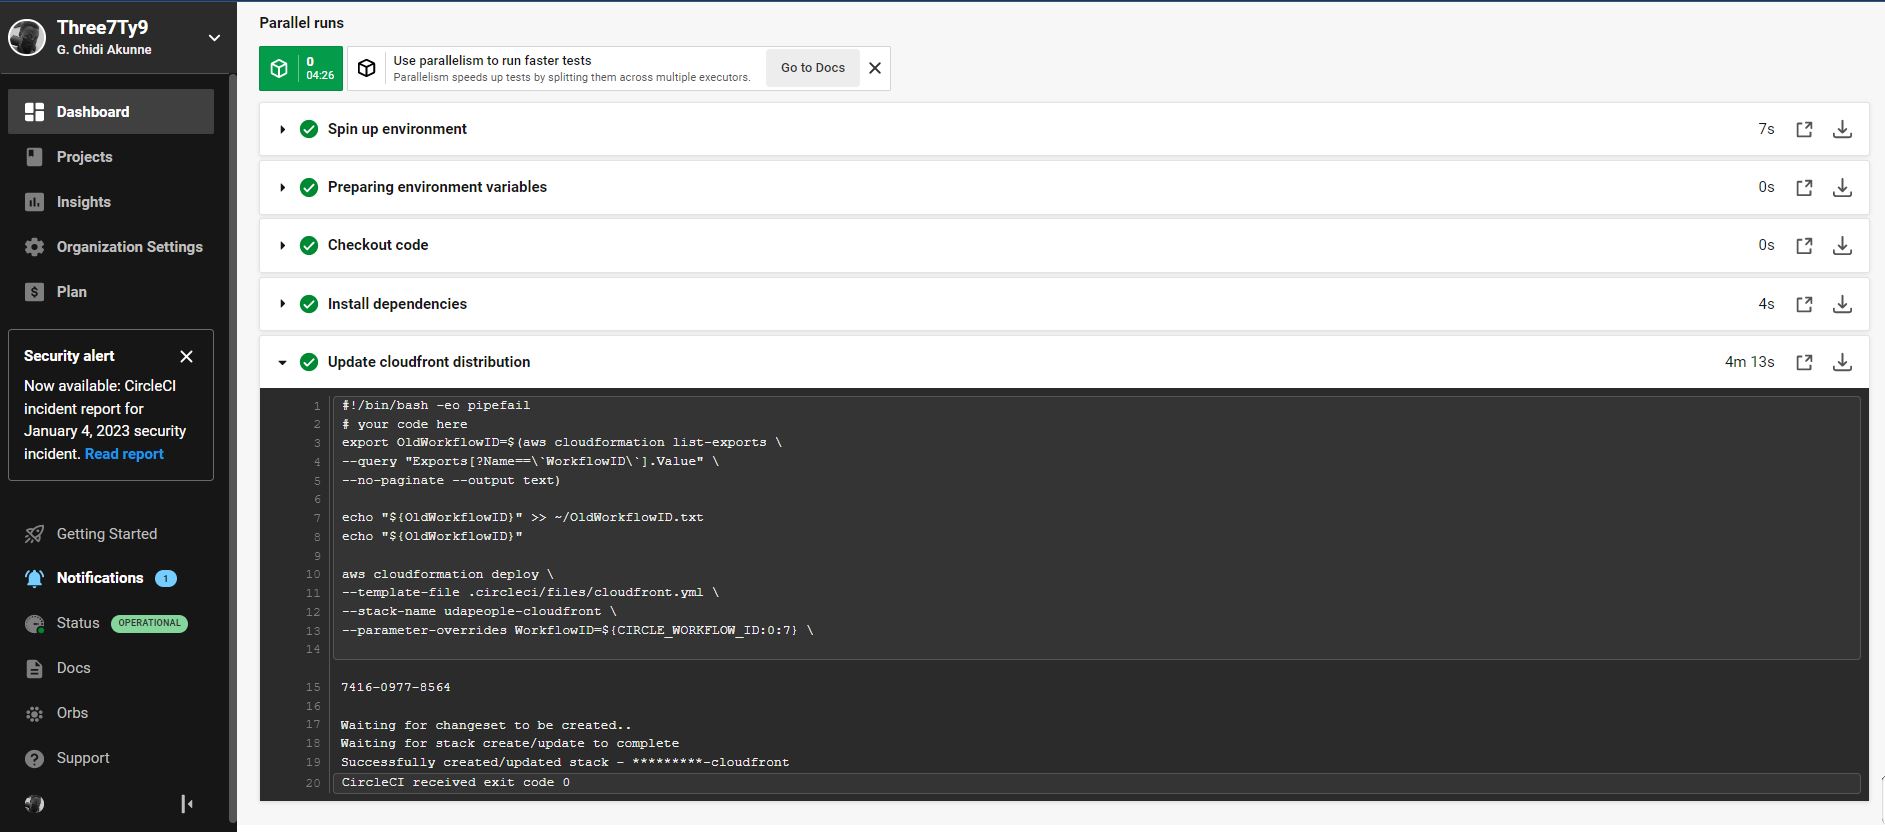 Three7Ty9
G. Chidi Akunne
Dashboard
Projects
Insights
Organization Settings
Plan
Security alert
Now available: CircleCI
incident report for
January 4, 2023 security
incident. Read report
Getting Started
Notifications 1
Status OPERATIONAL
Docs
Orbs
Support
Parallel runs
0
04:26
Use parallelism to run faster tests
Parallelism speeds up tests by splitting them across multiple executors.
Go to Docs
Spin up environment 7s
Preparing environment variables 0s
Checkout code 0s
Install dependencies 4s
Update cloudfront distribution 4m 13s
1 #!/bin/bash -eo pipefail
2 # your code here
3 export OldWorkflowID=$(aws cloudformation list-exports \
4 --query "Exports[?Name==\`WorkflowID\`].Value" \
5 --no-paginate --output text)
6
7 echo "${OldWorkflowID}" >> ~/OldWorkflowID.txt
8 echo "${OldWorkflowID}"
9
10 aws cloudformation deploy \
11 --template-file .circleci/files/cloudfront.yml \
12 --stack-name udapeople-cloudfront \
13 --parameter-overrides WorkflowID=${CIRCLE_WORKFLOW_ID:0:7} \
14
15 7416-0977-8564
16
17 Waiting for changeset to be created..
18 Waiting for stack create/update to complete
19 Successfully created/updated stack - *********-cloudfront
20 CircleCI received exit code 0